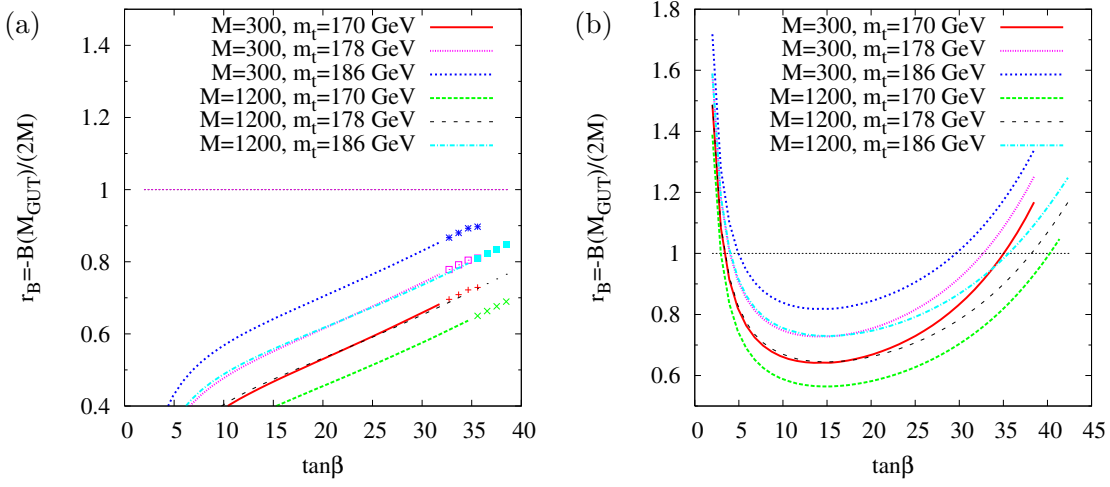 (a)
r_B=-B(M_GUT)/(2M)
1.4
1.2
1
0.8
0.6
0.4
M=300, m_t=170 GeV
M=300, m_t=178 GeV
M=300, m_t=186 GeV
M=1200, m_t=170 GeV
M=1200, m_t=178 GeV
M=1200, m_t=186 GeV
0 5 10 15 20 25 30 35 40
tanβ
(b)
r_B=-B(M_GUT)/(2M)
1.8
1.6
1.4
1.2
1
0.8
0.6
M=300, m_t=170 GeV
M=300, m_t=178 GeV
M=300, m_t=186 GeV
M=1200, m_t=170 GeV
M=1200, m_t=178 GeV
M=1200, m_t=186 GeV
0 5 10 15 20 25 30 35 40 45
tanβ